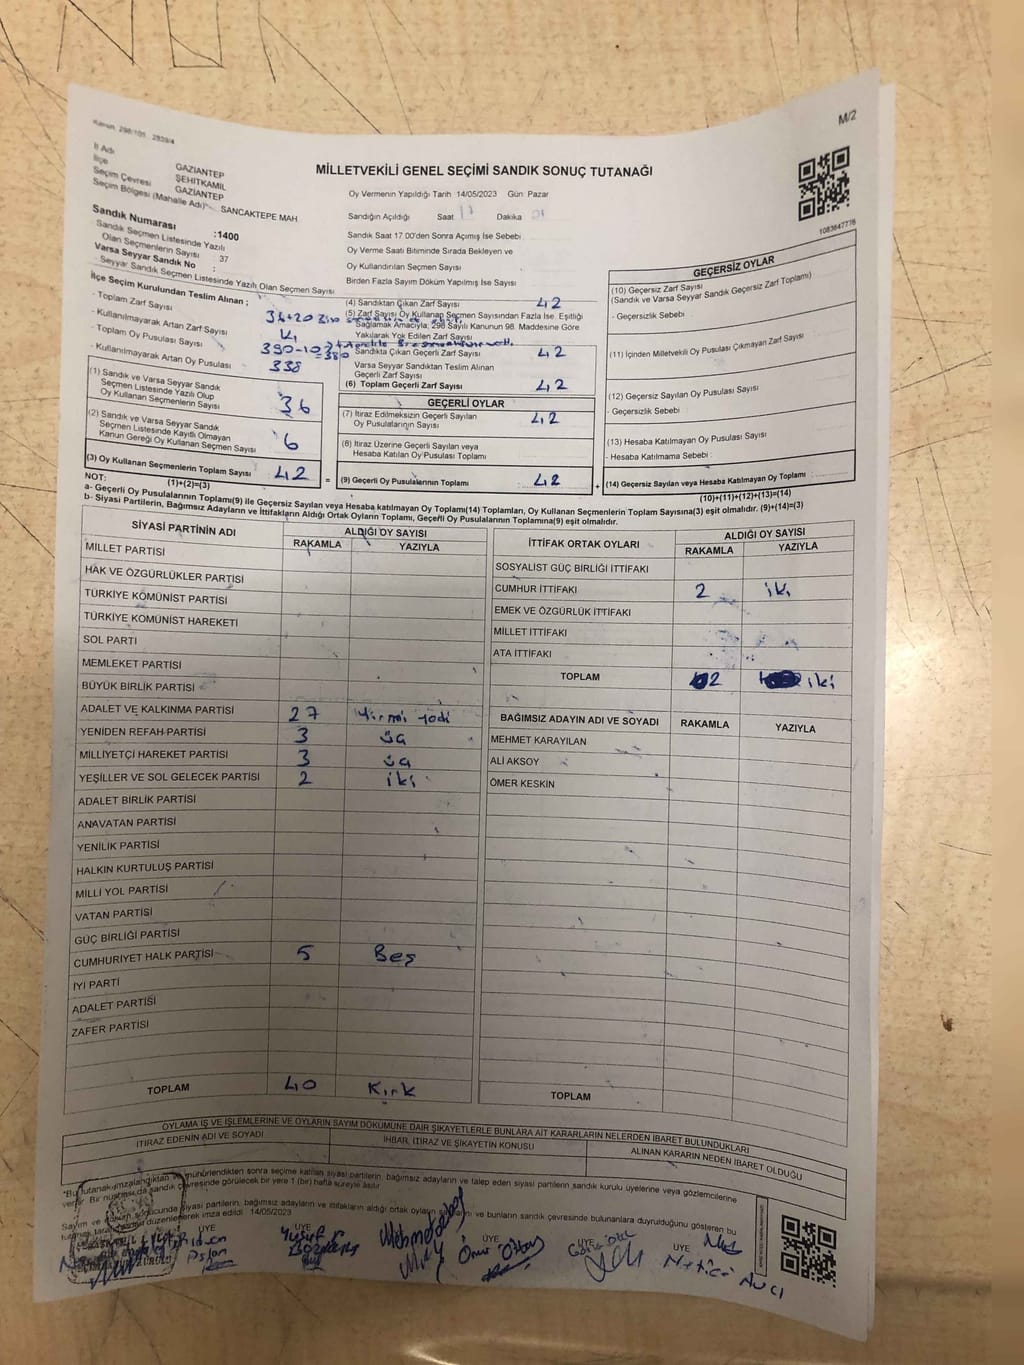 M/2
Kanun. 298/105, 2839/4
İl Adı GAZİANTEP
İlçe ŞEHİTKAMİL
Seçim Çevresi GAZİANTEP
Seçim Bölgesi (Mahalle Adı) SANCAKTEPE MAH
MİLLETVEKİLİ GENEL SEÇİMİ SANDIK SONUÇ TUTANAĞI
Oy Vermenin Yapıldığı Tarih 14/05/2023 Gün Pazar
Sandığın Açıldığı Saat 17 Dakika
Sandık Saat 17.00'den Sonra Açımış İse Sebebi
Oy Verme Saati Bitiminde Sırada Bekleyen ve
Oy Kullandırılan Seçmen Sayısı
Birden Fazla Sayım Döküm Yapılmış İse Sayısı
1083647776
Sandık Numarası :1400
Sandık Seçmen Listesinde Yazılı
Olan Seçmenlerin Sayısı : 37
Varsa Seyyar Sandık No :
Seyyar Sandık Seçmen Listesinde Yazılı Olan Seçmen Sayısı
İlçe Seçim Kurulundan Teslim Alınan ;
- Toplam Zarf Sayısı
- Kullanılmayarak Artan Zarf Sayısı
- Toplam Oy Pusulası Sayısı
- Kullanılmayarak Artan Oy Pusulası 338
(1) Sandık ve Varsa Seyyar Sandık
Seçmen Listesinde Yazılı Olup
Oy Kullanan Seçmenlerin Sayısı 36
(2) Sandık ve Varsa Seyyar Sandık
Seçmen Listesinde Kayıtlı Olmayan
Kanun Gereği Oy Kullanan Seçmen Sayısı 6
(3) Oy Kullanan Seçmenlerin Toplam Sayısı 42
(1)+(2)=(3)
(4) Sandıktan Çıkan Zarf Sayısı 42
(5) Zarf Sayısı Oy Kullanan Seçmen Sayısından Fazla İse, Eşitliği
Sağlamak Amacıyla; 298 Sayılı Kanunun 98. Maddesine Göre
Yakılarak Yok Edilen Zarf Sayısı
Sandıkta Çıkan Geçerli Zarf Sayısı 42
Varsa Seyyar Sandıktan Teslim Alınan
Geçerli Zarf Sayısı
(6) Toplam Geçerli Zarf Sayısı 42
GEÇERLİ OYLAR
(7) İtiraz Edilmeksizin Geçerli Sayılan
Oy Pusulalarının Sayısı 42
(8) İtiraz Üzerine Geçerli Sayılan veya
Hesaba Katılan Oy Pusulası Toplamı
= (9) Geçerli Oy Pusulalarının Toplamı : 42 +
GEÇERSİZ OYLAR
(10) Geçersiz Zarf Sayısı
(Sandık ve Varsa Seyyar Sandık Geçersiz Zarf Toplamı)
- Geçersizlik Sebebi
(11) İçinden Milletvekili Oy Pusulası Çıkmayan Zarf Sayısı
(12) Geçersiz Sayılan Oy Pusulası Sayısı
- Geçersizlik Sebebi :
(13) Hesaba Katılmayan Oy Pusulası Sayısı
- Hesaba Katılmama Sebebi :
(14) Geçersiz Sayılan veya Hesaba Katılmayan Oy Toplamı
(10)+(11)+(12)+(13)=(14)
NOT:
a- Geçerli Oy Pusulalarının Toplamı(9) ile Geçersiz Sayılan veya Hesaba katılmayan Oy Toplamı(14) Toplamları, Oy Kullanan Seçmenlerin Toplam Sayısına(3) eşit olmalıdır. (9)+(14)=(3)
b- Siyasi Partilerin, Bağımsız Adayların ve İttifakların Aldığı Ortak Oyların Toplamı, Geçerli Oy Pusulalarının Toplamına(9) eşit olmalıdır.
SİYASİ PARTİNİN ADI ALDIĞI OY SAYISI
RAKAMLA YAZIYLA
MİLLET PARTİSİ
HAK VE ÖZGÜRLÜKLER PARTİSİ
TÜRKİYE KOMÜNİST PARTİSİ
TÜRKİYE KOMÜNİST HAREKETİ
SOL PARTİ
MEMLEKET PARTİSİ
BÜYÜK BİRLİK PARTİSİ
ADALET VE KALKINMA PARTİSİ 27 Yirmi yedi
YENİDEN REFAH PARTİSİ 3 üç
MİLLİYETÇİ HAREKET PARTİSİ 3 üç
YEŞİLLER VE SOL GELECEK PARTİSİ 2 iki
ADALET BİRLİK PARTİSİ
ANAVATAN PARTİSİ
YENİLİK PARTİSİ
HALKIN KURTULUŞ PARTİSİ
MİLLİ YOL PARTİSİ
VATAN PARTİSİ
GÜÇ BİRLİĞİ PARTİSİ
CUMHURİYET HALK PARTİSİ 5 Beş
İYİ PARTİ
ADALET PARTİSİ
ZAFER PARTİSİ
TOPLAM 40 Kırk
İTTİFAK ORTAK OYLARI ALDIĞI OY SAYISI
RAKAMLA YAZIYLA
SOSYALİST GÜÇ BİRLİĞİ İTTİFAKI
CUMHUR İTTİFAKI 2 iki
EMEK VE ÖZGÜRLÜK İTTİFAKI
MİLLET İTTİFAKI
ATA İTTİFAKI
TOPLAM 2 iki
BAĞIMSIZ ADAYIN ADI VE SOYADI RAKAMLA YAZIYLA
MEHMET KARAYILAN
ALİ AKSOY
ÖMER KESKİN
TOPLAM
OYLAMA İŞ VE İŞLEMLERİNE VE OYLARIN SAYIM DÖKÜMÜNE DAİR ŞİKAYETLERLE BUNLARA AİT KARARLARIN NELERDEN İBARET BULUNDUKLARI
İTİRAZ EDENİN ADI VE SOYADI
İHBAR, İTİRAZ VE ŞİKAYETİN KONUSU
ALINAN KARARIN NEDEN İBARET OLDUĞU
mühürlendikten sonra seçime katılan siyasi partilerin, bağımsız adayların ve talep eden siyasi partilerin sandık kurulu üyelerine veya gözlemcilerine
verilir. Bir nüshası da sandık çevresinde görülecek bir yere 1 (bir) hafta süreyle asılır.
siyasi partilerin, bağımsız adayların ve ittifakların aldığı ortak oyların ve bunların sandık çevresinde bulunanlara duyrulduğunu gösteren bu
düzenlenerek imza edildi 14/05/2023
ÜYE ÜYE ÜYE ÜYE ÜYE